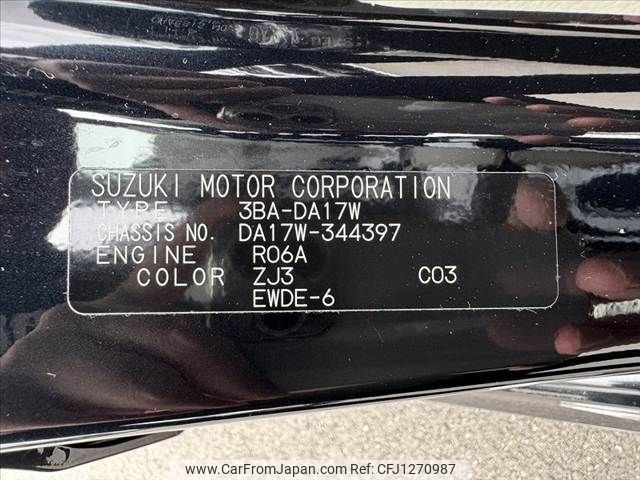 SUZUKI MOTOR CORPORATION
TYPE 3BA-DA17W
CHASSIS NO. DA17W-344397
ENGINE R06A
COLOR ZJ3 C03
EWDE-6
www.CarFromJapan.com CFJ1270987